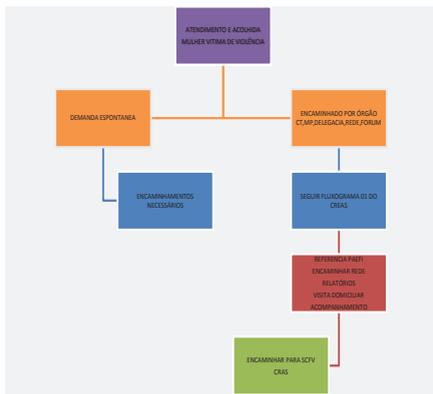 ATENDIMENTO E ACOLHIDA
MULHER VITIMA DE VIOLÊNCIA
DEMANDA ESPONTANEA
ENCAMINHADO POR ÓRGÃO
CT,MP,DELEGACIA,REDE,FORUM
ENCAMINHAMENTOS
NECESSÁRIOS
SEGUIR FLUXOGRAMA 01 DO
CREAS
REFERENCIA PAEFI
ENCAMINHAR REDE
RELATÓRIOS
VISITA DOMICILIAR
ACOMPANHAMENTO
ENCAMINHAR PARA SCFV
CRAS